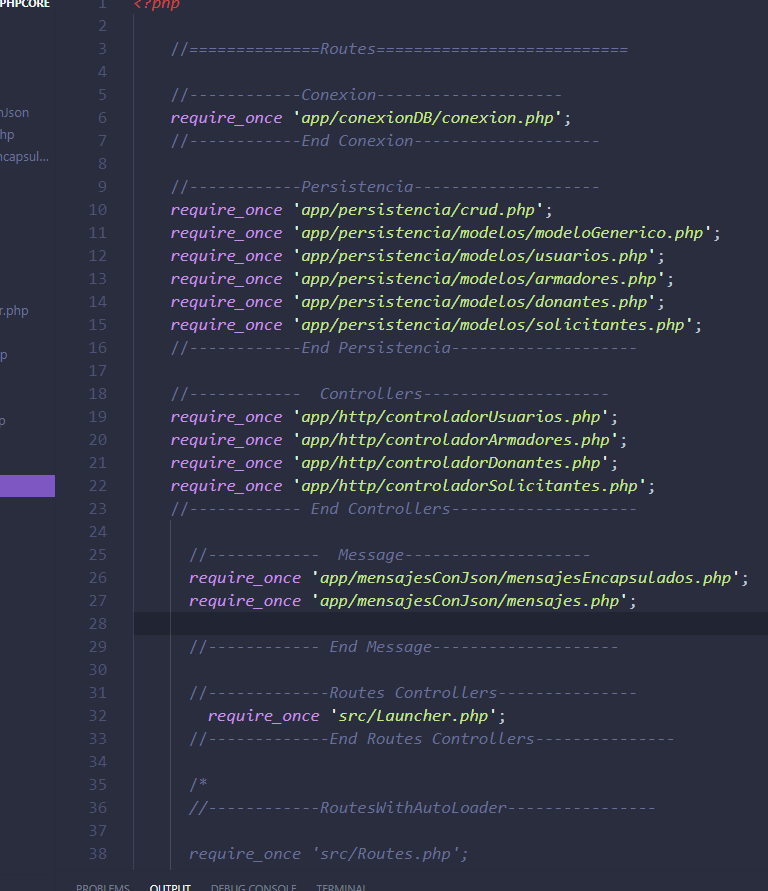 PHPCORE
nJson
hp
ncapsul...
r.php
p
p
1 <?php
2
3 //==============Routes===========================
4
5 //------------Conexion--------------------
6 require_once 'app/conexionDB/conexion.php';
7 //------------End Conexion--------------------
8
9 //------------Persistencia--------------------
10 require_once 'app/persistencia/crud.php';
11 require_once 'app/persistencia/modelos/modeloGenerico.php';
12 require_once 'app/persistencia/modelos/usuarios.php';
13 require_once 'app/persistencia/modelos/armadores.php';
14 require_once 'app/persistencia/modelos/donantes.php';
15 require_once 'app/persistencia/modelos/solicitantes.php';
16 //------------End Persistencia--------------------
17
18 //------------  Controllers--------------------
19 require_once 'app/http/controladorUsuarios.php';
20 require_once 'app/http/controladorArmadores.php';
21 require_once 'app/http/controladorDonantes.php';
22 require_once 'app/http/controladorSolicitantes.php';
23 //------------ End Controllers--------------------
24
25 //------------  Message--------------------
26 require_once 'app/mensajesConJson/mensajesEncapsulados.php';
27 require_once 'app/mensajesConJson/mensajes.php';
28
29 //------------ End Message--------------------
30
31 //-------------Routes Controllers---------------
32 require_once 'src/Launcher.php';
33 //-------------End Routes Controllers---------------
34
35 /*
36 //------------RoutesWithAutoLoader----------------
37
38 require_once 'src/Routes.php';
PROBLEMS OUTPUT DEBUG CONSOLE TERMINAL